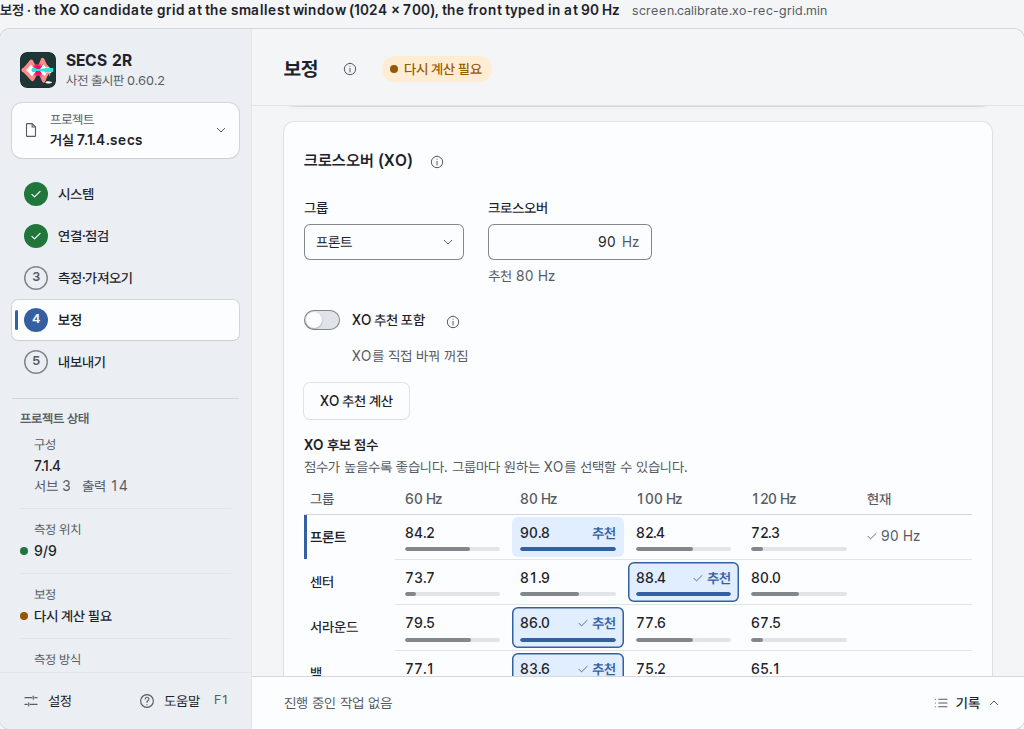 보정 · the XO candidate grid at the smallest window (1024 × 700), the front typed in at 90 Hz screen.calibrate.xo-rec-grid.min
SECS 2R
사전 출시판 0.60.2
프로젝트
거실 7.1.4.secs
시스템
연결·점검
3 측정·가져오기
4 보정
5 내보내기
프로젝트 상태
구성
7.1.4
서브 3 출력 14
측정 위치
9/9
보정
다시 계산 필요
측정 방식
설정
도움말 F1
보정
다시 계산 필요
크로스오버 (XO)
그룹 크로스오버
프론트 90 Hz
추천 80 Hz
XO 추천 포함
XO를 직접 바꿔 꺼짐
XO 추천 계산
XO 후보 점수
점수가 높을수록 좋습니다. 그룹마다 원하는 XO를 선택할 수 있습니다.
그룹 60 Hz 80 Hz 100 Hz 120 Hz 현재
프론트 84.2 90.8 추천 82.4 72.3 90 Hz
센터 73.7 81.9 88.4 추천 80.0
서라운드 79.5 86.0 추천 77.6 67.5
백 77.1 83.6 추천 75.2 65.1
진행 중인 작업 없음
기록